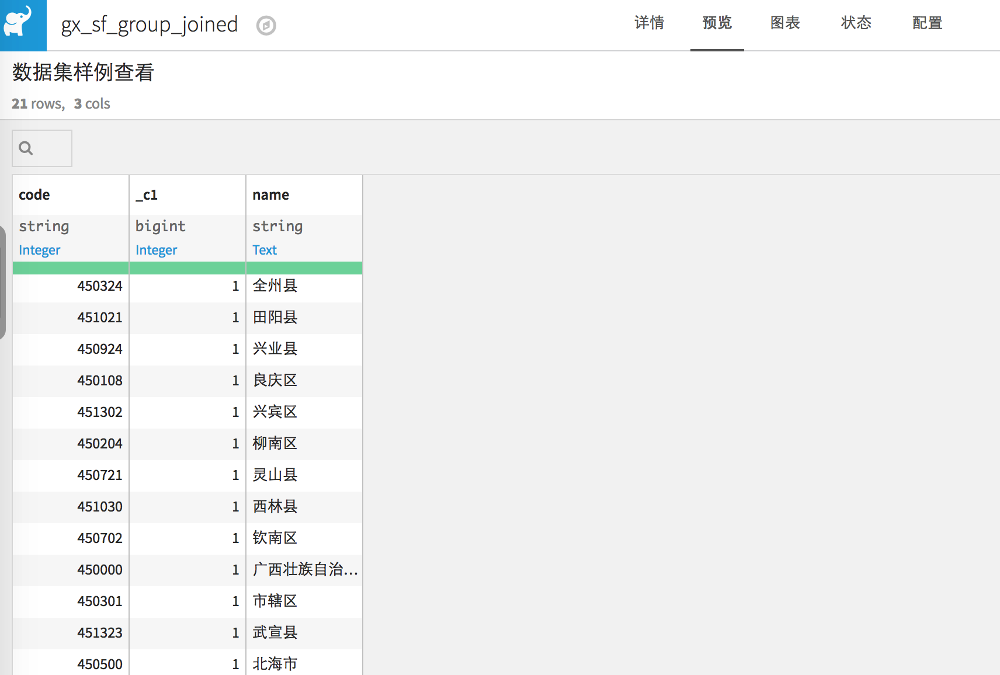 gx_sf_group_joined
详情 预览 图表 状态 配置
数据集样例查看
21 rows, 3 cols
code _c1 name
string bigint string
Integer Integer Text
450324 1 全州县
451021 1 田阳县
450924 1 兴业县
450108 1 良庆区
451302 1 兴宾区
450204 1 柳南区
450721 1 灵山县
451030 1 西林县
450702 1 钦南区
450000 1 广西壮族自治...
450301 1 市辖区
451323 1 武宣县
450500 1 北海市